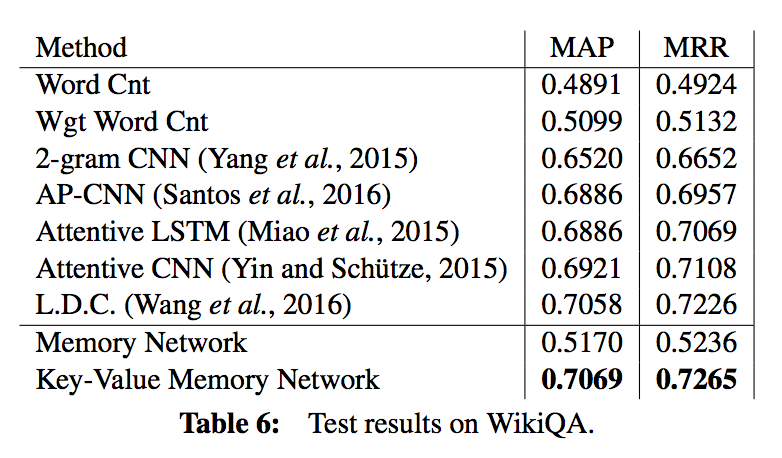 Method MAP MRR
Word Cnt 0.4891 0.4924
Wgt Word Cnt 0.5099 0.5132
2-gram CNN (Yang et al., 2015) 0.6520 0.6652
AP-CNN (Santos et al., 2016) 0.6886 0.6957
Attentive LSTM (Miao et al., 2015) 0.6886 0.7069
Attentive CNN (Yin and Schütze, 2015) 0.6921 0.7108
L.D.C. (Wang et al., 2016) 0.7058 0.7226
Memory Network 0.5170 0.5236
Key-Value Memory Network 0.7069 0.7265
Table 6: Test results on WikiQA.